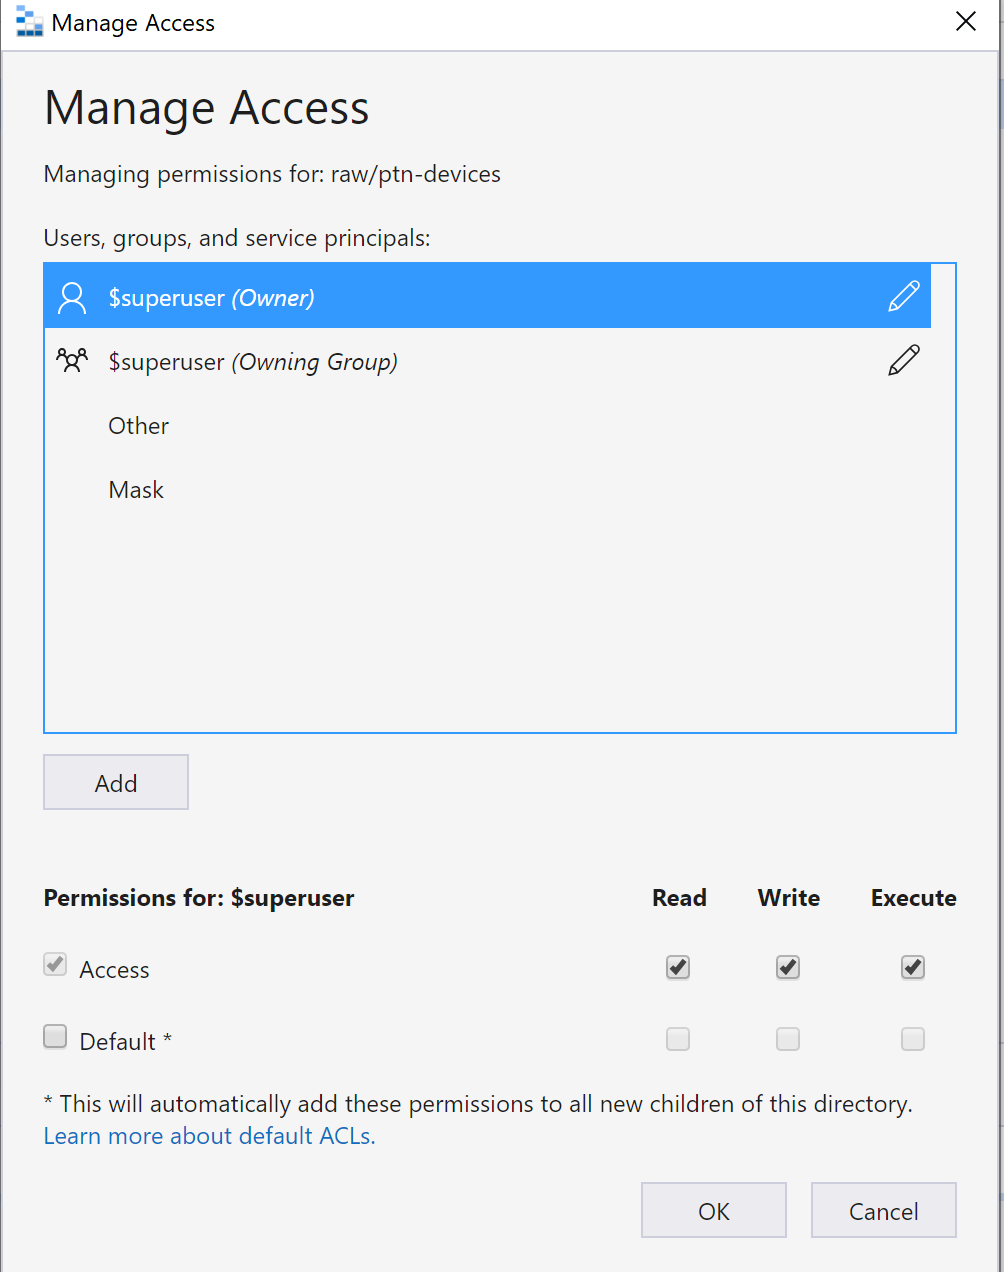 Manage Access
Manage Access
Managing permissions for: raw/ptn-devices
Users, groups, and service principals:
$superuser (Owner)
$superuser (Owning Group)
Other
Mask
Add
Permissions for: $superuser Read Write Execute
Access
Default *
* This will automatically add these permissions to all new children of this directory.
Learn more about default ACLs.
OK Cancel